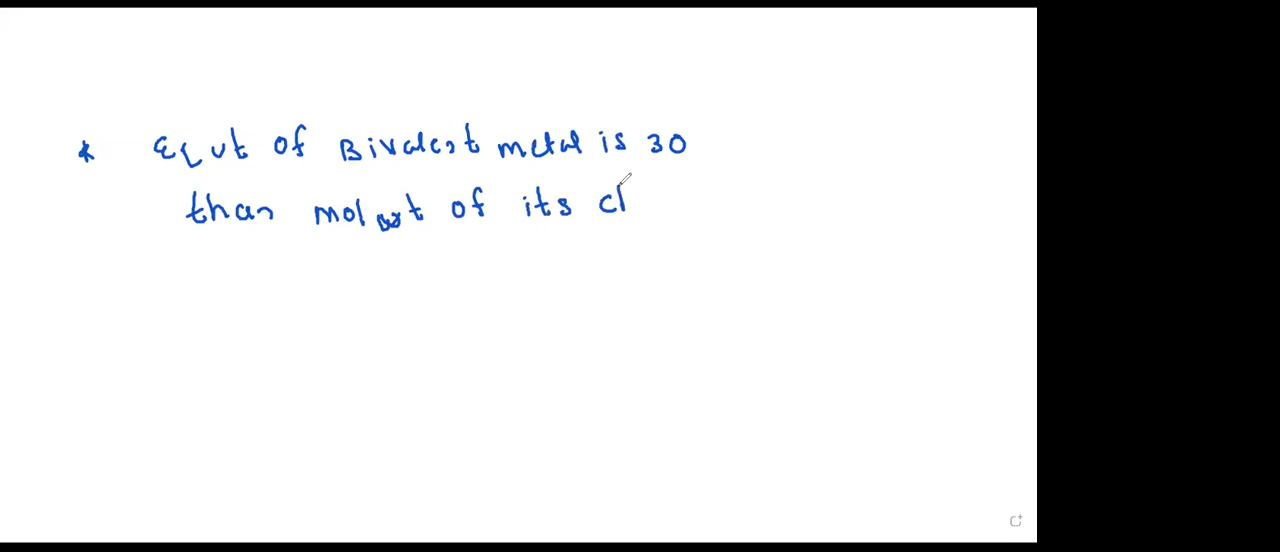 * Eq wt of Bivalent metal is 30
than mol wt of its cl